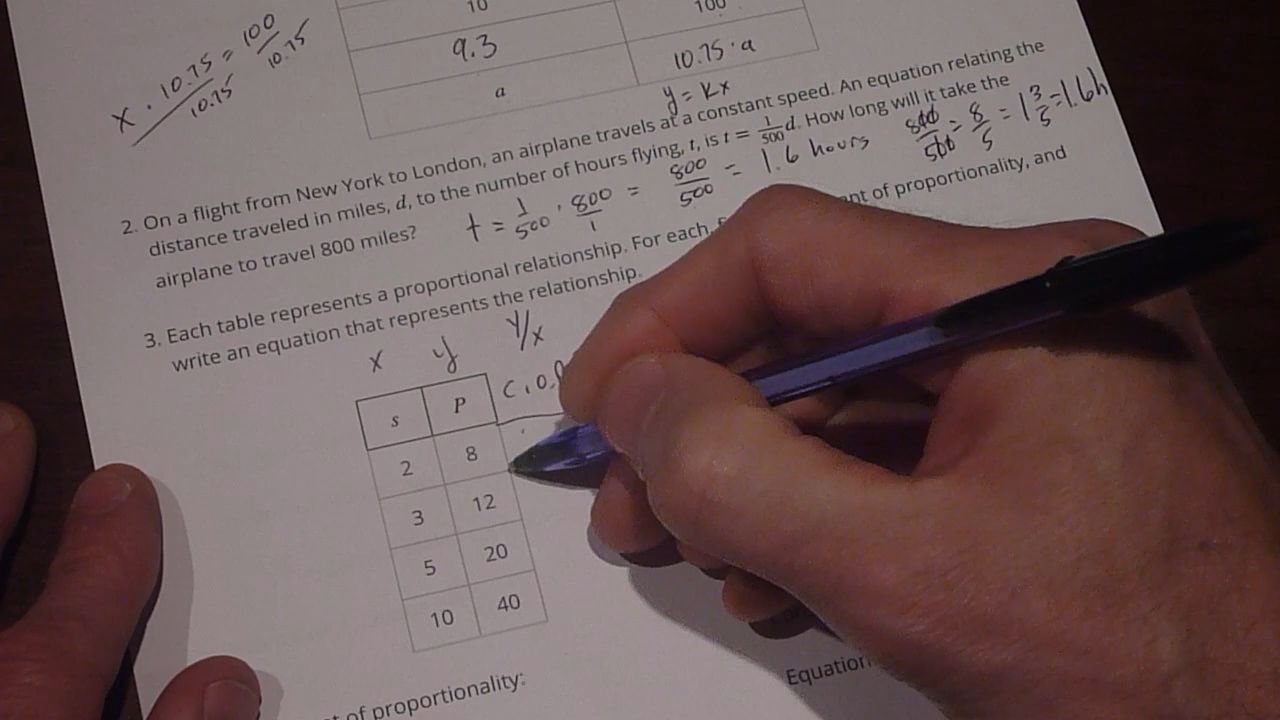 x · 10.75 = 100
10.75 10.75
10 100
9.3 10.75 · a
a
y = kx
2. On a flight from New York to London, an airplane travels at a constant speed. An equation relating the
distance traveled in miles, d, to the number of hours flying, t, is t = 1/500 d. How long will it take the
airplane to travel 800 miles?
t = 1/500 · 800/1 = 800/500 = 1.6 hours
800/500 = 8/5 = 1 3/5 = 1.6h
3. Each table represents a proportional relationship. For each, of proportionality, and
write an equation that represents the relationship.
x y y/x
s P c.o.
2 8
3 12
5 20
10 40
of proportionality:
Equation